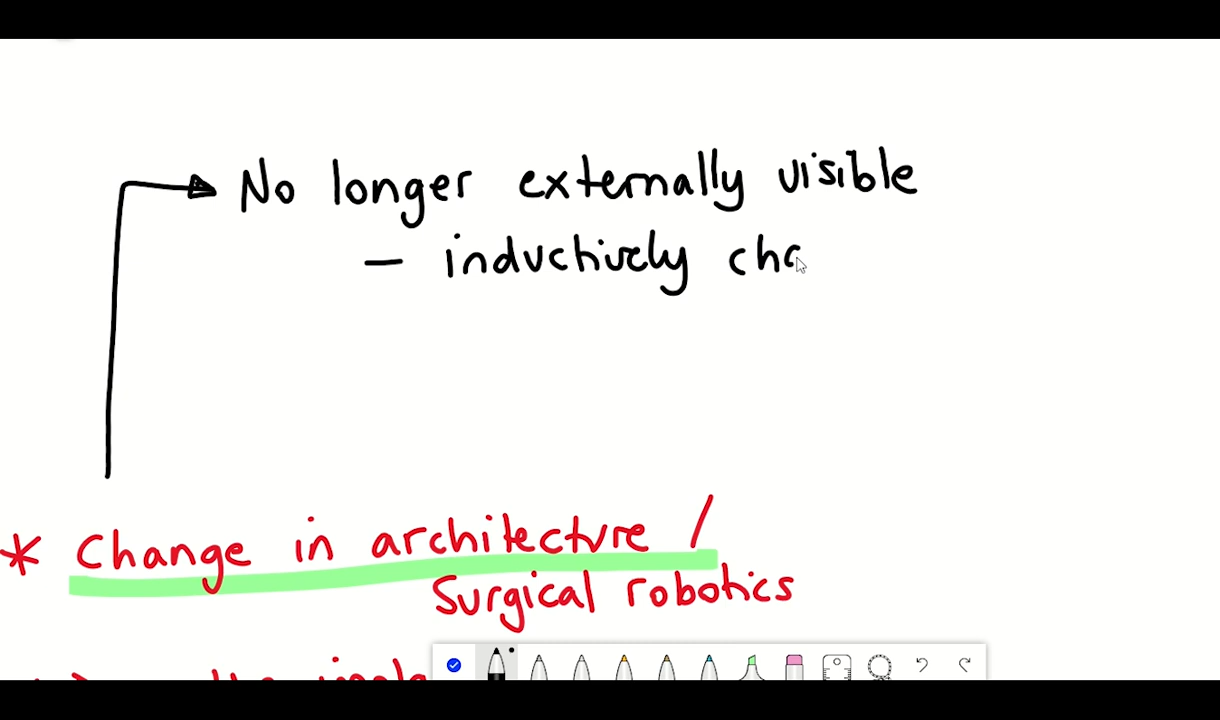 No longer externally visible
- inductively cha
* Change in architecture /
Surgical robotics